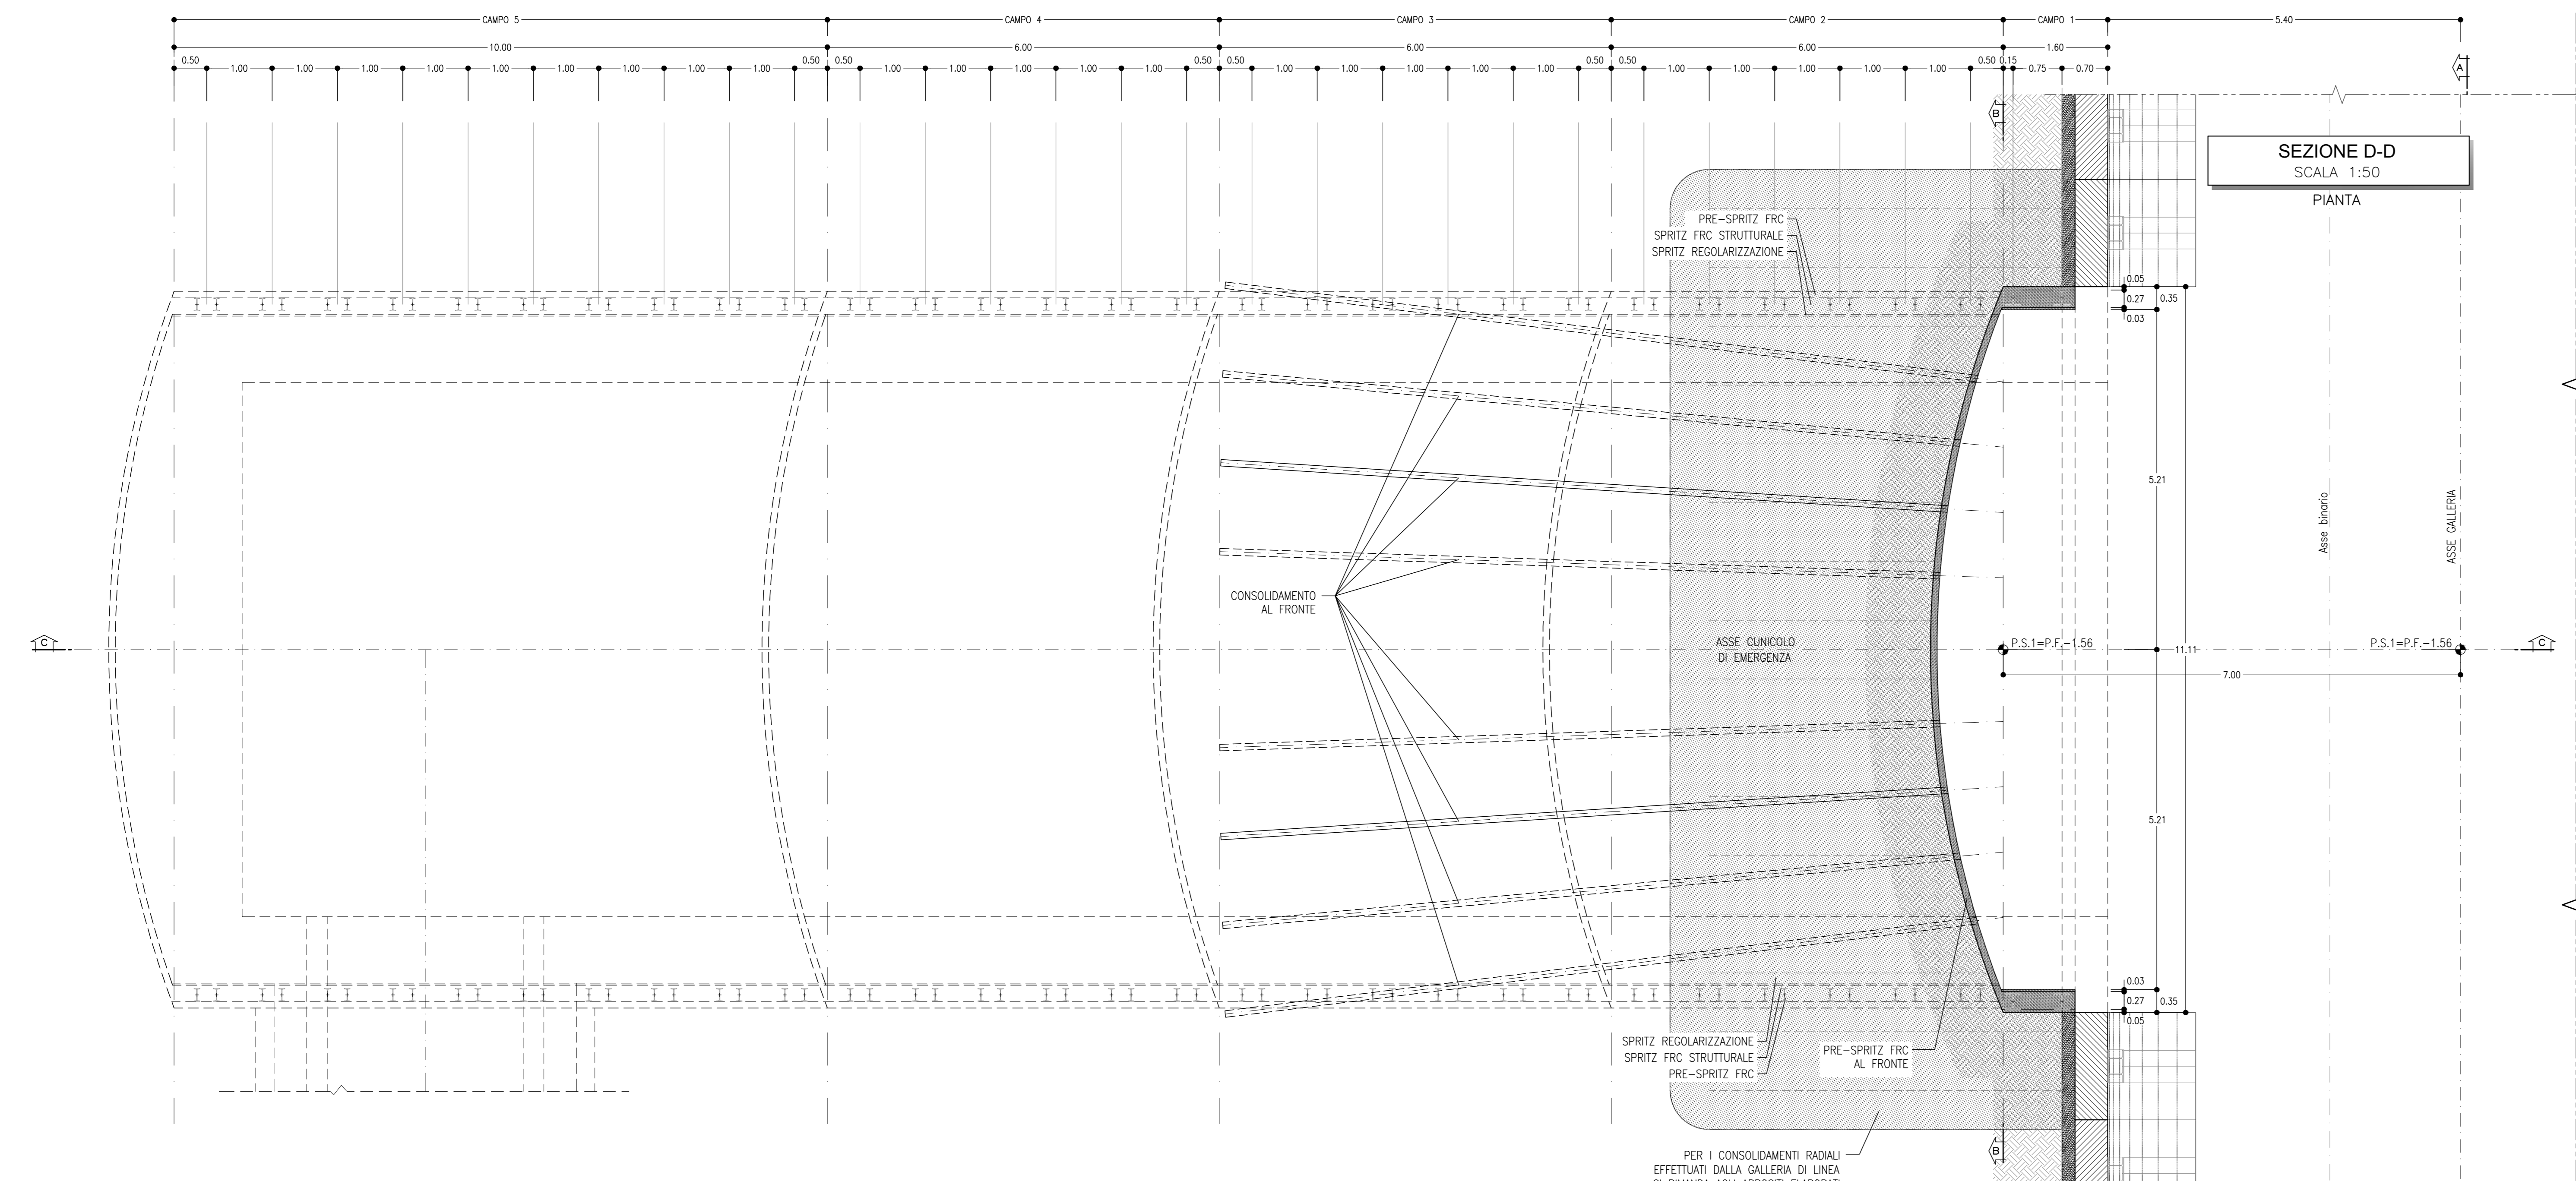 CAMPO 5 CAMPO 4 CAMPO 3 CAMPO 2 CAMPO 1 5.40
10.00 6.00 6.00 6.00 1.60
0.50 1.00 1.00 1.00 1.00 1.00 1.00 1.00 1.00 1.00 0.50 0.50 1.00 1.00 1.00 1.00 1.00 0.50 0.50 1.00 1.00 1.00 1.00 1.00 0.50 0.50 1.00 1.00 1.00 1.00 1.00 0.50 0.15 0.75 0.70
A
B
SEZIONE D-D
SCALA 1:50
PIANTA
PRE-SPRITZ FRC
SPRITZ FRC STRUTTURALE
SPRITZ REGOLARIZZAZIONE
0.05
0.27 0.35
0.03
5.21
Asse binario
ASSE GALLERIA
CONSOLIDAMENTO
AL FRONTE
ASSE CUNICOLO
DI EMERGENZA
C
P.S.1=P.F.-1.56
P.S.1=P.F.-1.56
C
11.11
7.00
5.21
0.03
0.27 0.35
0.05
SPRITZ REGOLARIZZAZIONE
SPRITZ FRC STRUTTURALE
PRE-SPRITZ FRC
PRE-SPRITZ FRC
AL FRONTE
B
PER I CONSOLIDAMENTI RADIALI
EFFETTUATI DALLA GALLERIA DI LINEA
SI RIMANDA AGLI APPOSITI ELABORATI